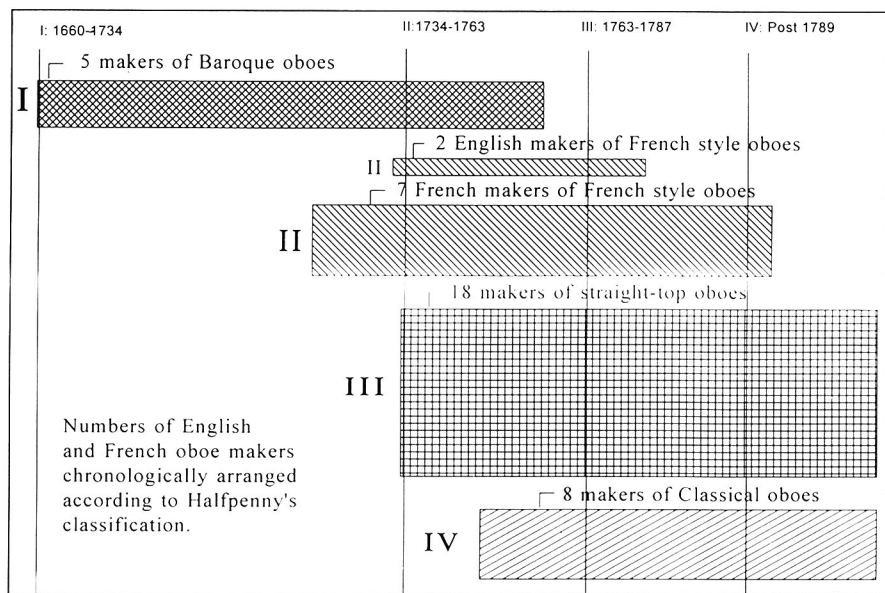 I: 1660-1734 II:1734-1763 III: 1763-1787 IV: Post 1789
5 makers of Baroque oboes
I
2 English makers of French style oboes
II
7 French makers of French style oboes
II
18 makers of straight-top oboes
III
Numbers of English
and French oboe makers
chronologically arranged
according to Halfpenny's
classification.
8 makers of Classical oboes
IV